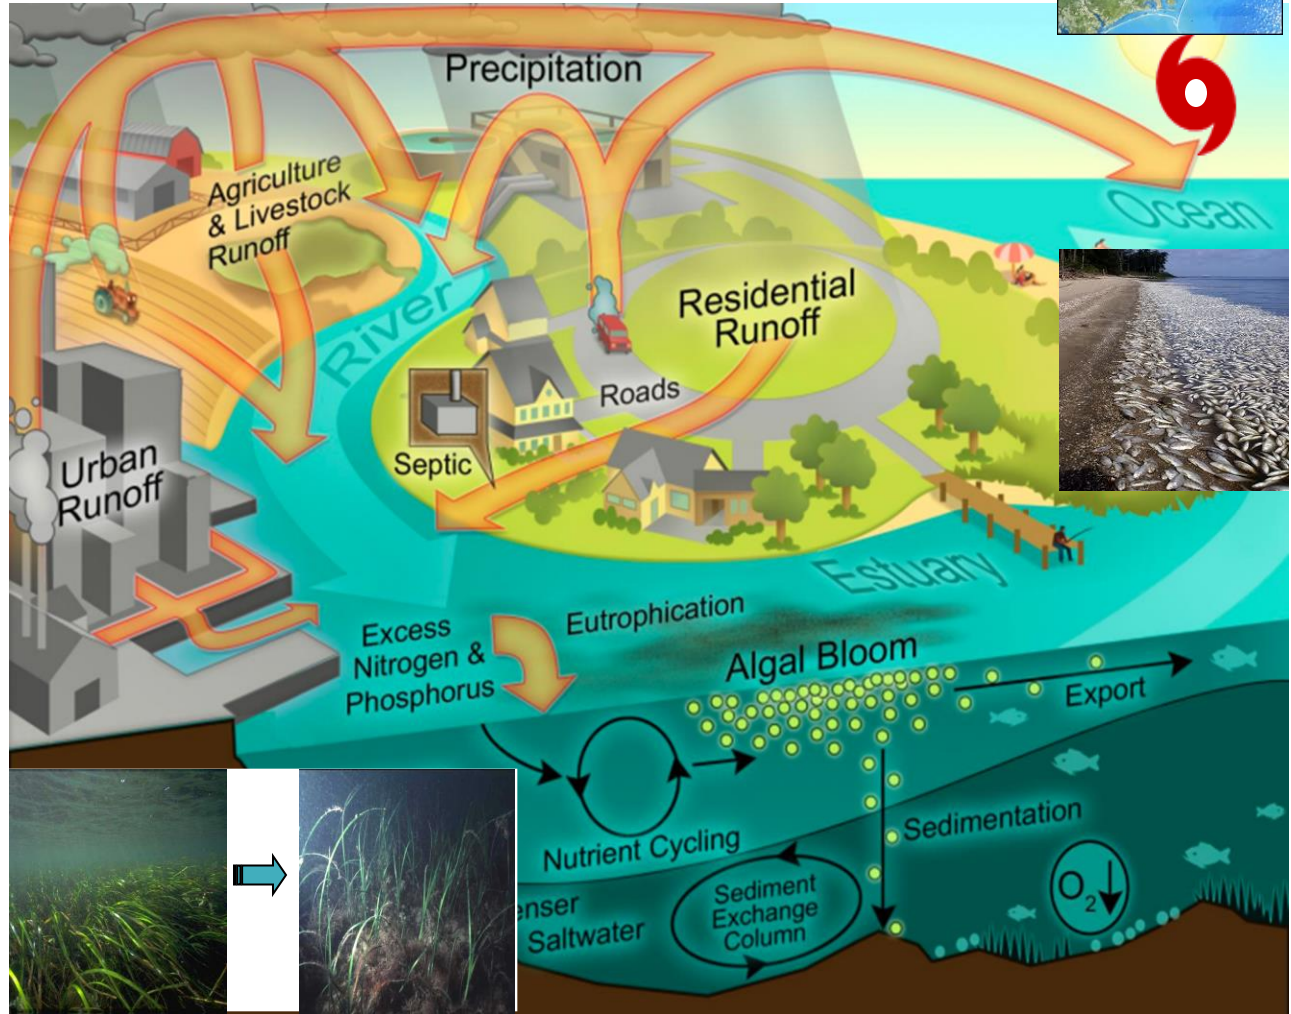 Precipitation
Agriculture
& Livestock
Runoff
Ocean
River
Residential
Runoff
Roads
Septic
Urban
Runoff
Estuary
Excess
Nitrogen &
Phosphorus
Eutrophication
Algal Bloom
Export
Nutrient Cycling
Sedimentation
enser
Saltwater
Sediment
Exchange
Column
O2